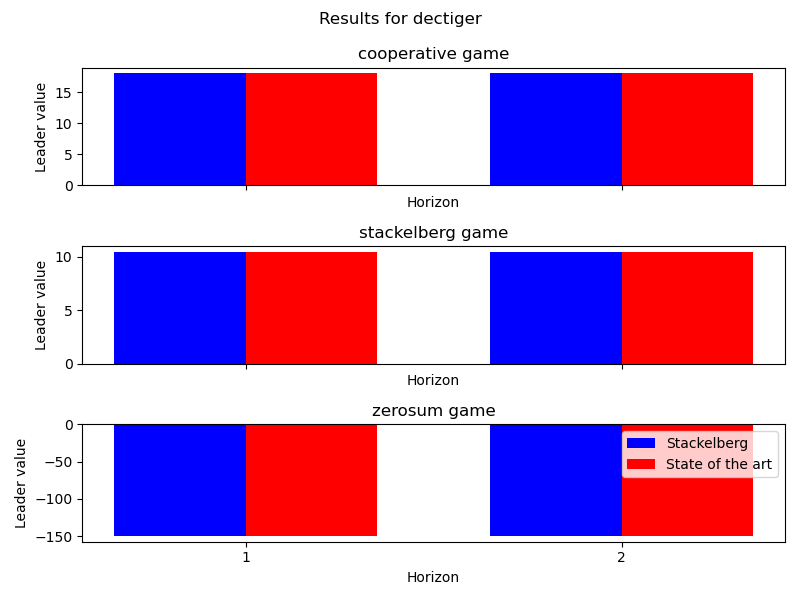 Results for dectiger
cooperative game
Leader value
15
10
5
0
Horizon
stackelberg game
Leader value
10
5
0
Horizon
zerosum game
Leader value
0
−50
−100
−150
Stackelberg
State of the art
1 2
Horizon